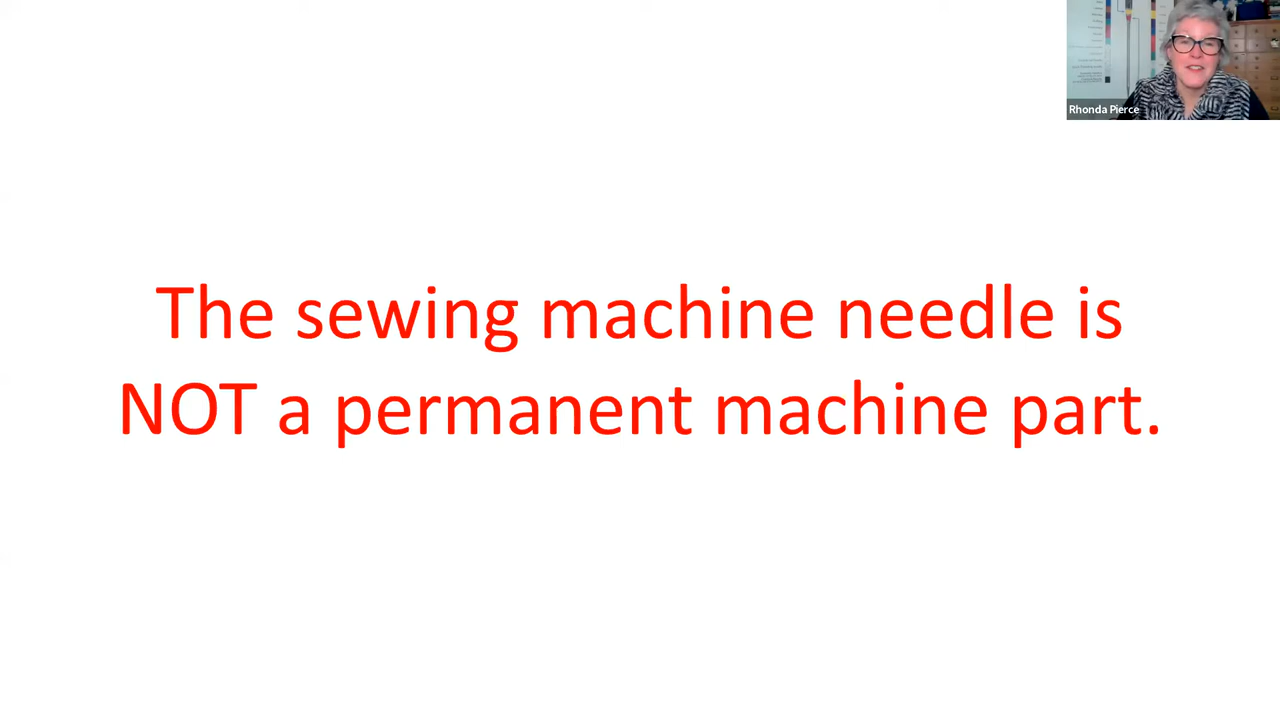 Rhonda Pierce
The sewing machine needle is
NOT a permanent machine part.